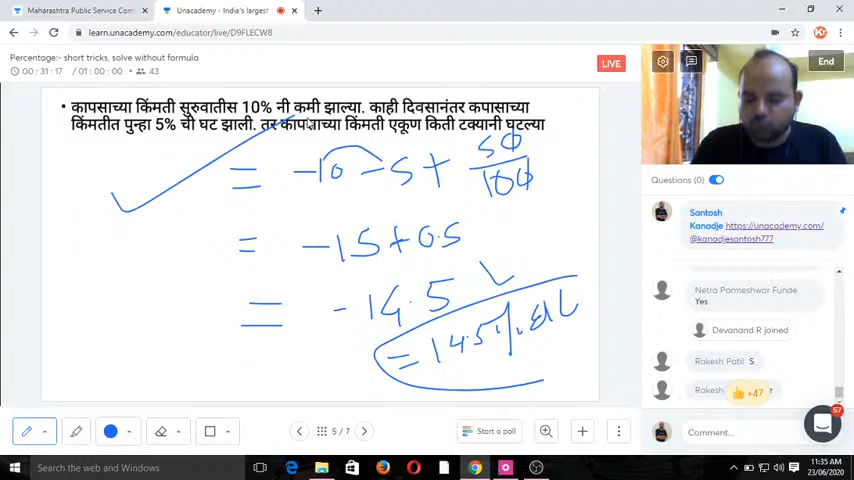 Maharashtra Public Service Com
Unacademy - India's largest
learn.unacademy.com/educator/live/D9FLECW8
Percentage:- short tricks, solve without formula
00 : 31 : 17 / 01 : 00 : 00 • 43
LIVE
End
• कापसाच्या किंमती सुरुवातीस 10% नी कमी झाल्या. काही दिवसानंतर कपासाच्या
किंमतीत पुन्हा 5% ची घट झाली. तर कापसाच्या किंमती एकूण किती टक्यानी घटल्या
= -10 -5 + 50/100
= -15+0.5
= -14.5
= 14.5% घट
Questions (0)
Santosh
Kanadje https://unacademy.com/
@kanadjesantosh777
Netra Parmeshwar Funde
Yes
Devanand R joined
Rakesh Patil S
Rakesh
+47
57
5 / 7
Start a poll
Comment...
Search the web and Windows
11:35 AM
23/06/2020